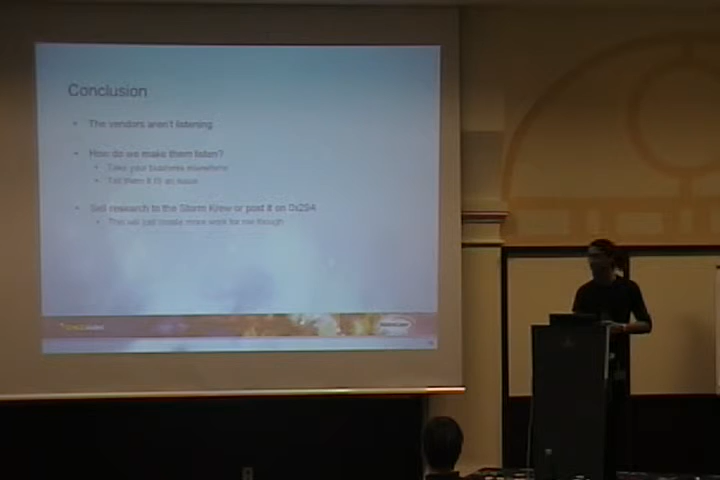 Conclusion
The vendors aren't listening
How do we make them listen?
Take your business elsewhere
Tell them it IS an issue
Sell research to the Storm Krew or post it on 0x2S4
This will just create more work for me though